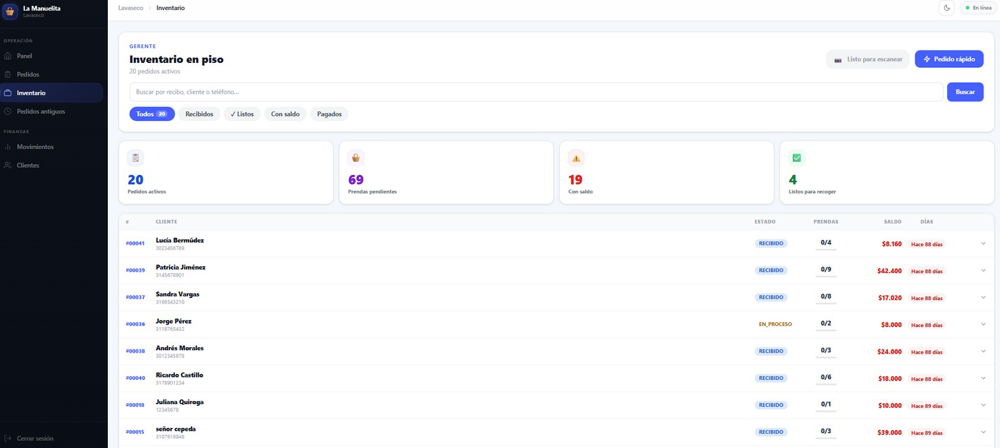 La Manuelita
Lavaseco
OPERACIÓN
Panel
Pedidos
Inventario
Pedidos antiguos
FINANZAS
Movimientos
Clientes
Cerrar sesión
Lavaseco > Inventario
En línea
GERENTE
Inventario en piso
20 pedidos activos
Listo para escanear
Pedido rápido
Buscar por recibo, cliente o teléfono...
Buscar
Todos 20
Recibidos
✓ Listos
Con saldo
Pagados
20
Pedidos activos
69
Prendas pendientes
19
Con saldo
4
Listos para recoger
# CLIENTE ESTADO PRENDAS SALDO DÍAS
#00041 Lucía Bermúdez RECIBIDO 0/4 $8.160 Hace 88 días
3023456789
#00039 Patricia Jiménez RECIBIDO 0/9 $42.400 Hace 88 días
3145678901
#00037 Sandra Vargas RECIBIDO 0/8 $17.020 Hace 88 días
3166543210
#00036 Jorge Pérez EN_PROCESO 0/2 $8.000 Hace 88 días
3118765432
#00038 Andrés Morales RECIBIDO 0/3 $24.000 Hace 88 días
3012345678
#00040 Ricardo Castillo RECIBIDO 0/6 $18.000 Hace 88 días
3178901234
#00018 Juliana Quiroga RECIBIDO 0/1 $10.000 Hace 89 días
12345678
#00015 señor cepeda RECIBIDO 0/3 $39.000 Hace 89 días
3107619846